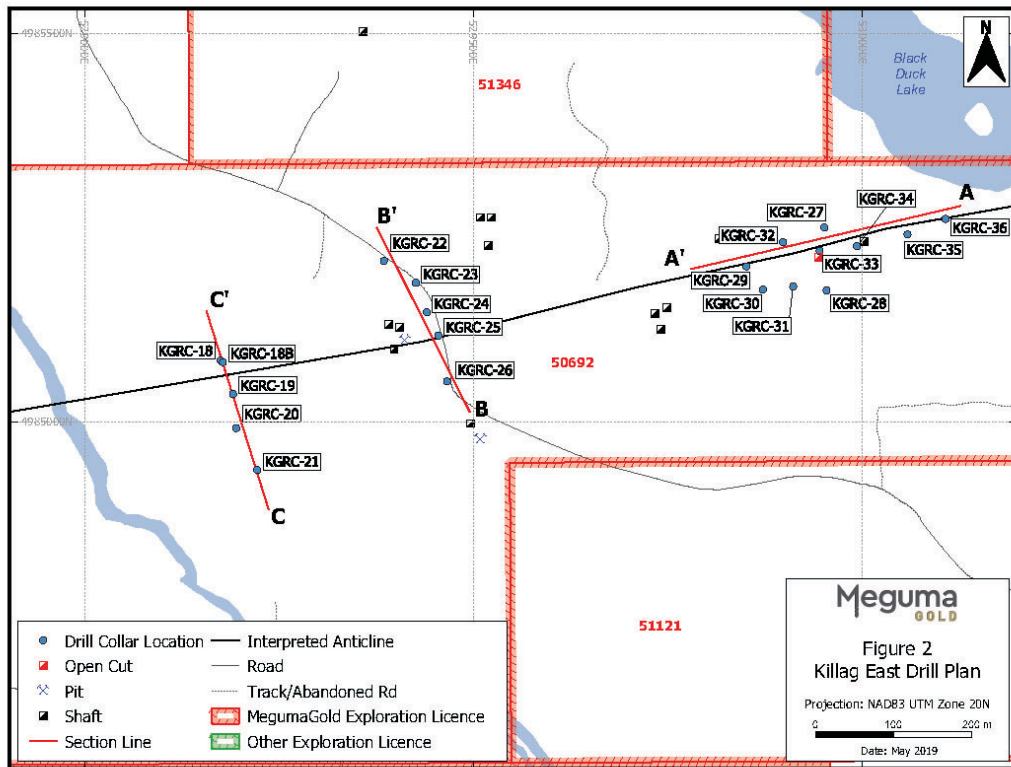 4985500N
N
Black
Duck
Lake
51346
A
KGRC-34
KGRC-27
B'
KGRC-32
KGRC-36
KGRC-22
KGRC-35
A'
KGRC-33
KGRC-23
KGRC-29
C'
KGRC-24
KGRC-30
KGRC-28
KGRC-25
KGRC-31
KGRC-18
KGRC-18B
50692
KGRC-26
KGRC-19
B
KGRC-20
4985000N
KGRC-21
C
51121
Drill Collar Location
Open Cut
Pit
Shaft
Section Line
Interpreted Anticline
Road
Track/Abandoned Rd
MegumaGold Exploration Licence
Other Exploration Licence
Meguma
GOLD
Figure 2
Killag East Drill Plan
Projection: NAD83 UTM Zone 20N
0 100 200 m
Date: May 2019